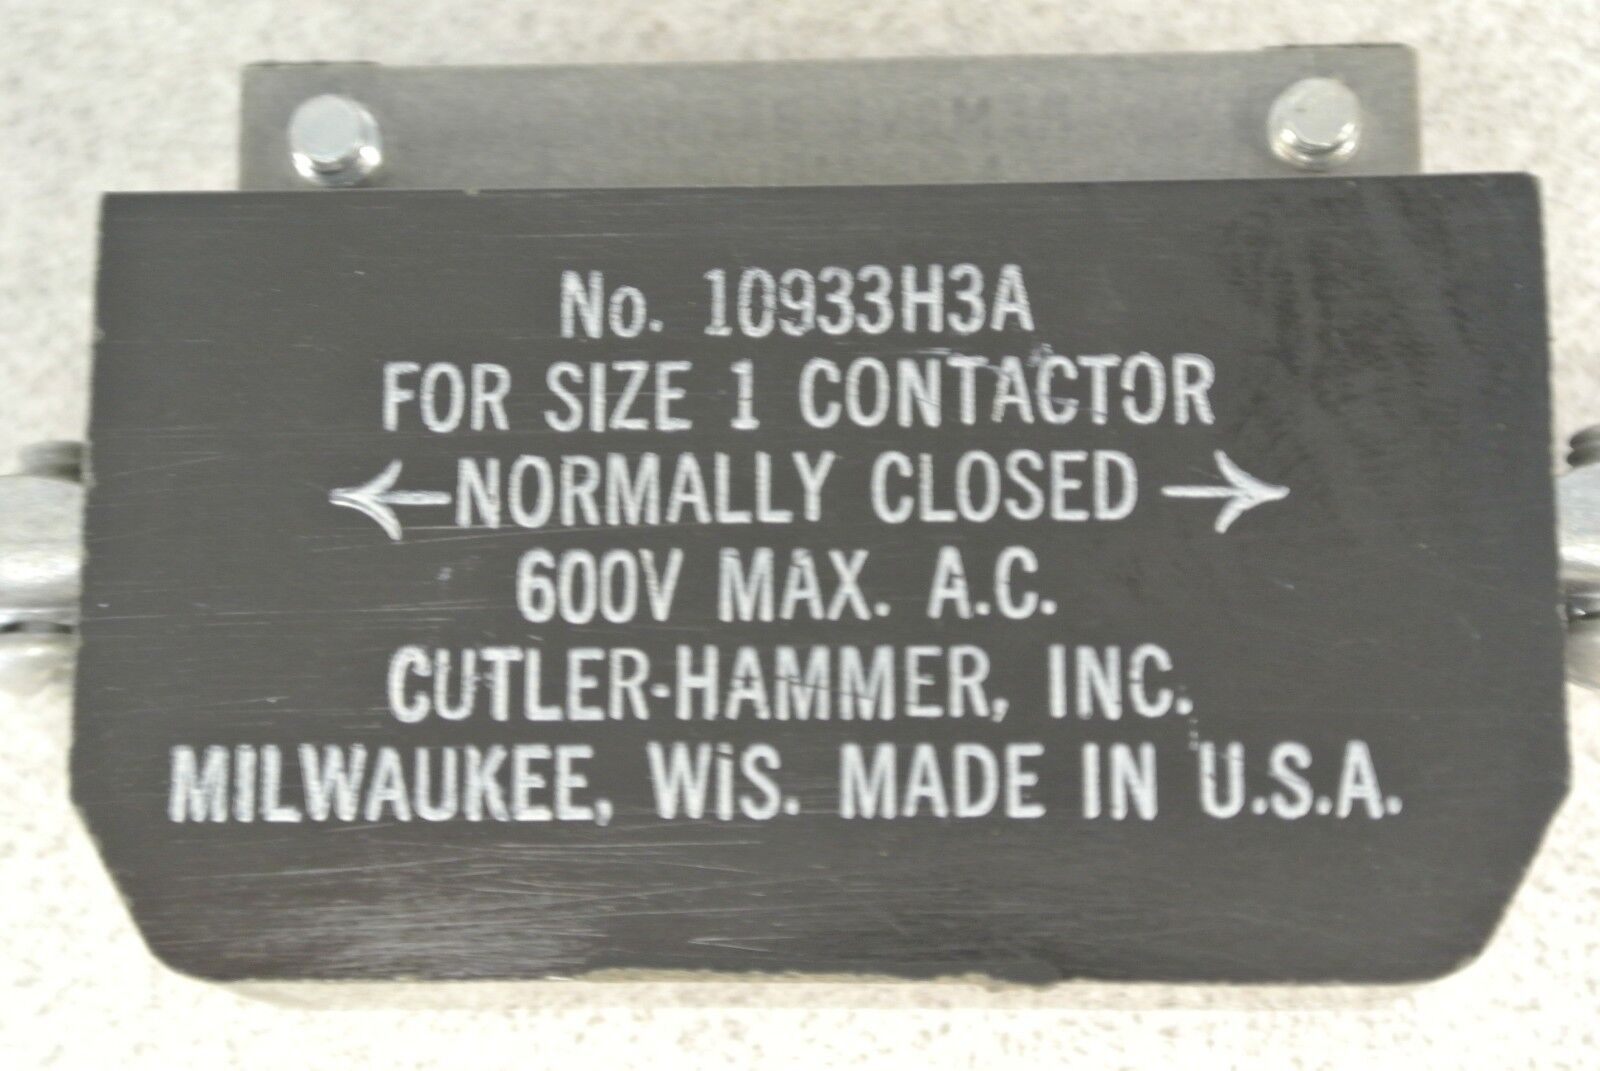 No. 10933H3A
FOR SIZE 1 CONTACTOR
←NORMALLY CLOSED→
600V MAX. A.C.
CUTLER-HAMMER, INC.
MILWAUKEE, WiS. MADE IN U.S.A.